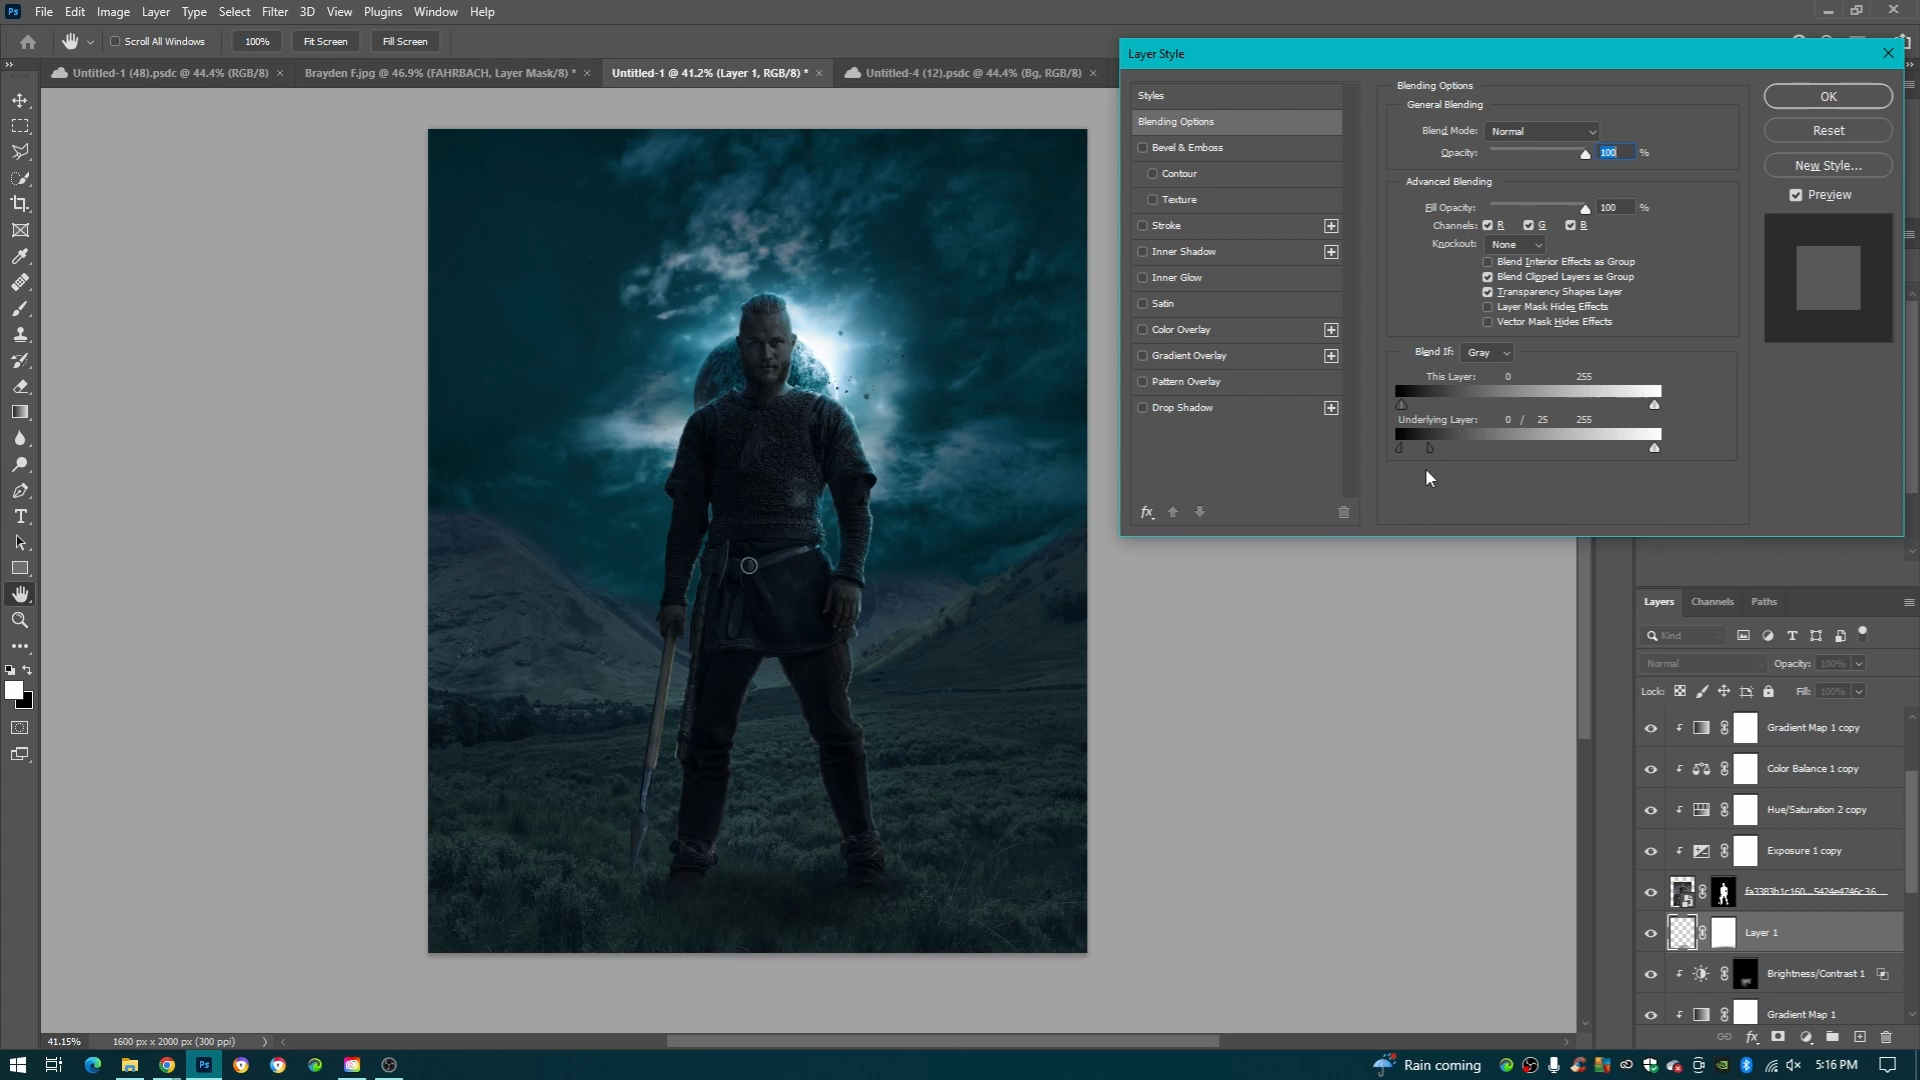 Ps File Edit Image Layer Type Select Filter 3D View Plugins Window Help
Scroll All Windows 100% Fit Screen Fill Screen
Untitled-1 (48).psdc @ 44.4% (RGB/8) × Brayden F.jpg @ 46.9% (FAHRBACH, Layer Mask/8) * × Untitled-1 @ 41.2% (Layer 1, RGB/8) * × Untitled-4 (12).psdc @ 44.4% (Bg, RGB/8) ×
Layer Style
Styles
Blending Options
Bevel & Emboss
Contour
Texture
Stroke
Inner Shadow
Inner Glow
Satin
Color Overlay
Gradient Overlay
Pattern Overlay
Drop Shadow
fx
Blending Options
General Blending
Blend Mode: Normal
Opacity: 100 %
Advanced Blending
Fill Opacity: 100 %
Channels: R G B
Knockout: None
Blend Interior Effects as Group
Blend Clipped Layers as Group
Transparency Shapes Layer
Layer Mask Hides Effects
Vector Mask Hides Effects
Blend If: Gray
This Layer: 0 255
Underlying Layer: 0 / 25 255
OK
Reset
New Style...
Preview
Layers Channels Paths
Kind
Normal Opacity: 100%
Lock: Fill: 100%
Gradient Map 1 copy
Color Balance 1 copy
Hue/Saturation 2 copy
Exposure 1 copy
fa3383b1c160...5424e4746c36
Layer 1
Brightness/Contrast 1
Gradient Map 1
fx
41.15% 1600 px x 2000 px (300 ppi)
Ps
Rain coming
5:16 PM